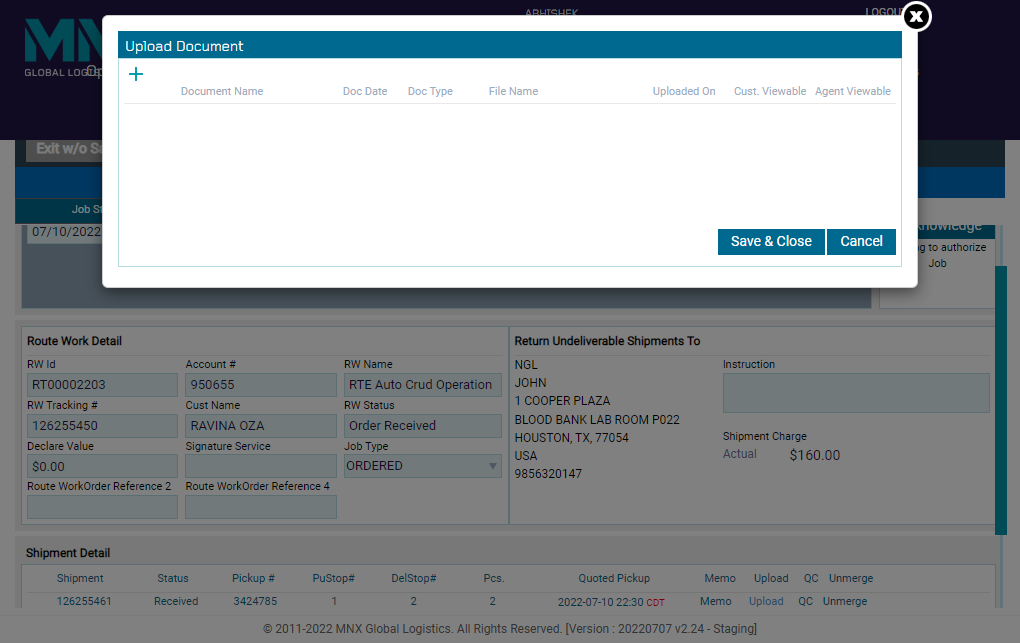 ABHISHEK
LOGOUT
MNX
GLOBAL LOGIS
Op
Upload Document
Document Name Doc Date Doc Type File Name Uploaded On Cust. Viewable Agent Viewable
Save & Close Cancel
Exit w/o Sa
Job St
07/10/2022
knowledge
g to authorize
Job
Route Work Detail
RW Id Account # RW Name
RT00002203 950655 RTE Auto Crud Operation
RW Tracking # Cust Name RW Status
126255450 RAVINA OZA Order Received
Declare Value Signature Service Job Type
$0.00 ORDERED
Route WorkOrder Reference 2 Route WorkOrder Reference 4
Return Undeliverable Shipments To
NGL
JOHN
1 COOPER PLAZA
BLOOD BANK LAB ROOM P022
HOUSTON, TX, 77054
USA
9856320147
Instruction
Shipment Charge
Actual $160.00
Shipment Detail
Shipment Status Pickup # PuStop# DelStop# Pcs. Quoted Pickup Memo Upload QC Unmerge
126255461 Received 3424785 1 2 2 2022-07-10 22:30 CDT Memo Upload QC Unmerge
© 2011-2022 MNX Global Logistics. All Rights Reserved. [Version : 20220707 v2.24 - Staging]